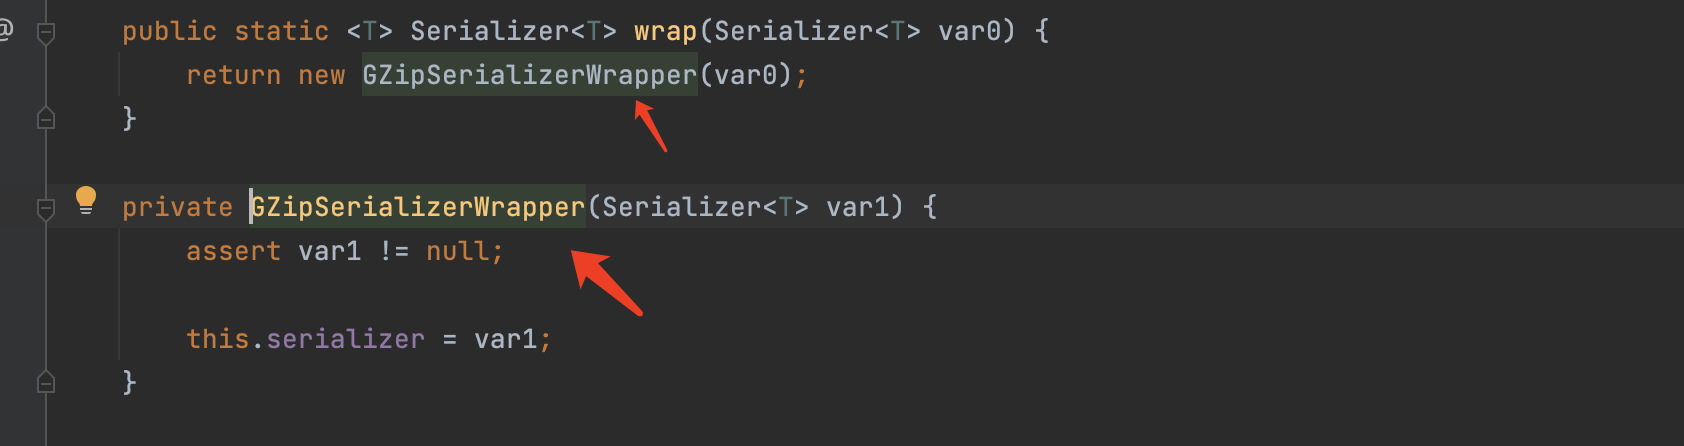 @
public static <T> Serializer<T> wrap(Serializer<T> var0) {
return new GZipSerializerWrapper(var0);
}
private GZipSerializerWrapper(Serializer<T> var1) {
assert var1 != null;
this.serializer = var1;
}